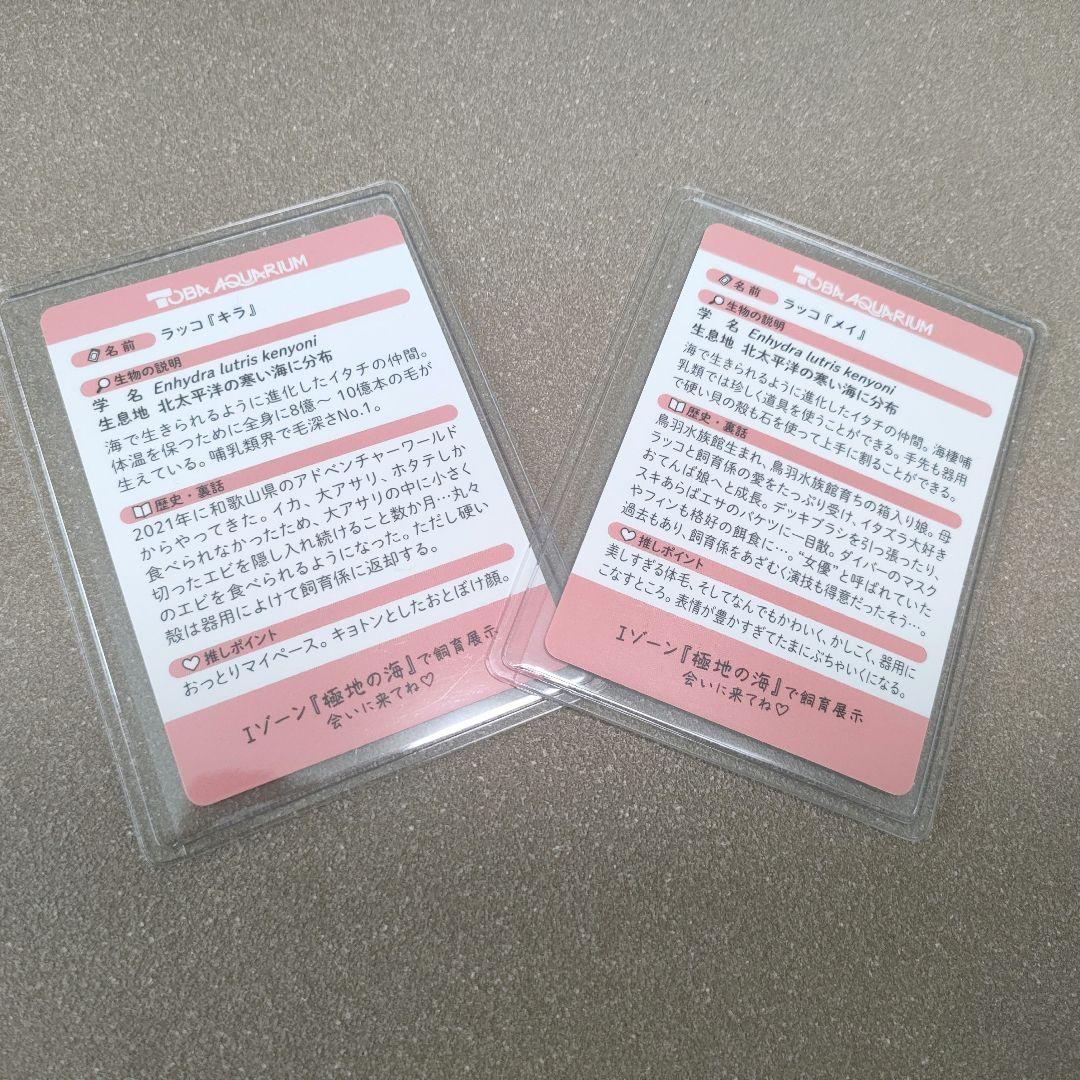 TOBA AQUARIUM
名前 ラッコ『キラ』
生物の説明
学名 Enhydra lutris kenyoni
生息地 北太平洋の寒い海に分布
海で生きられるように進化したイタチの仲間。
体温を保つために全身に8億～10億本の毛が
生えている。哺乳類界で毛深さNo.1。
歴史・裏話
2021年に和歌山県のアドベンチャーワールド
からやってきた。イカ、大アサリ、ホタテしか
食べられなかったため、大アサリの中に小さく
切ったエビを隠し入れ続けること数か月…丸々
のエビを食べられるようになった。ただし硬い
殻は器用によけて飼育係に返却する。
推しポイント
おっとりマイペース。キョトンとしたおとぼけ顔。
Iゾーン『極地の海』で飼育展示
会いに来てね♡
TOBA AQUARIUM
名前 ラッコ『メイ』
生物の説明
学名 Enhydra lutris kenyoni
生息地 北太平洋の寒い海に分布
海で生きられるように進化したイタチの仲間。海棲哺
乳類では珍しく道具を使うことができる。手先も器用
で硬い貝の殻も石を使って上手に割ることができる。
歴史・裏話
鳥羽水族館生まれ、鳥羽水族館育ちの箱入り娘。母
ラッコと飼育係の愛をたっぷり受け、イタズラ大好き
おてんば娘へと成長。デッキブラシを引っ張ったり、
スキあらばエサのバケツに一目散。ダイバーのマスク
やフィンも格好の餌食に…。“女優”と呼ばれていた
過去もあり、飼育係をあざむく演技も得意だったそう…。
推しポイント
美しすぎる体毛、そしてなんでもかわいく、かしこく、器用に
こなすところ。表情が豊かすぎてたまにぶちゃいくになる。
Iゾーン『極地の海』で飼育展示
会いに来てね♡